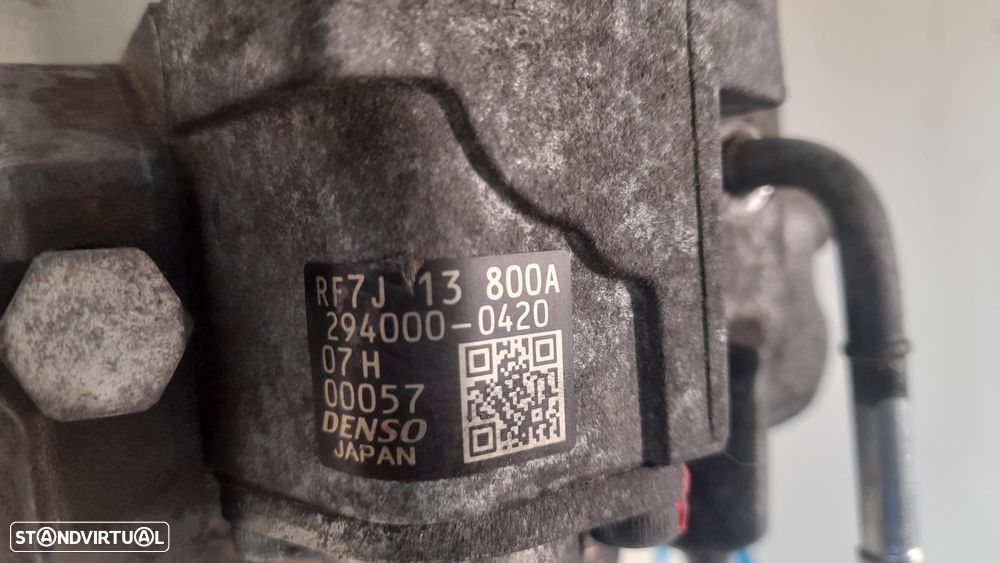 RF7J 13 800A
294000-0420
07H
00057
DENSO
JAPAN
STANDVIRTUAL